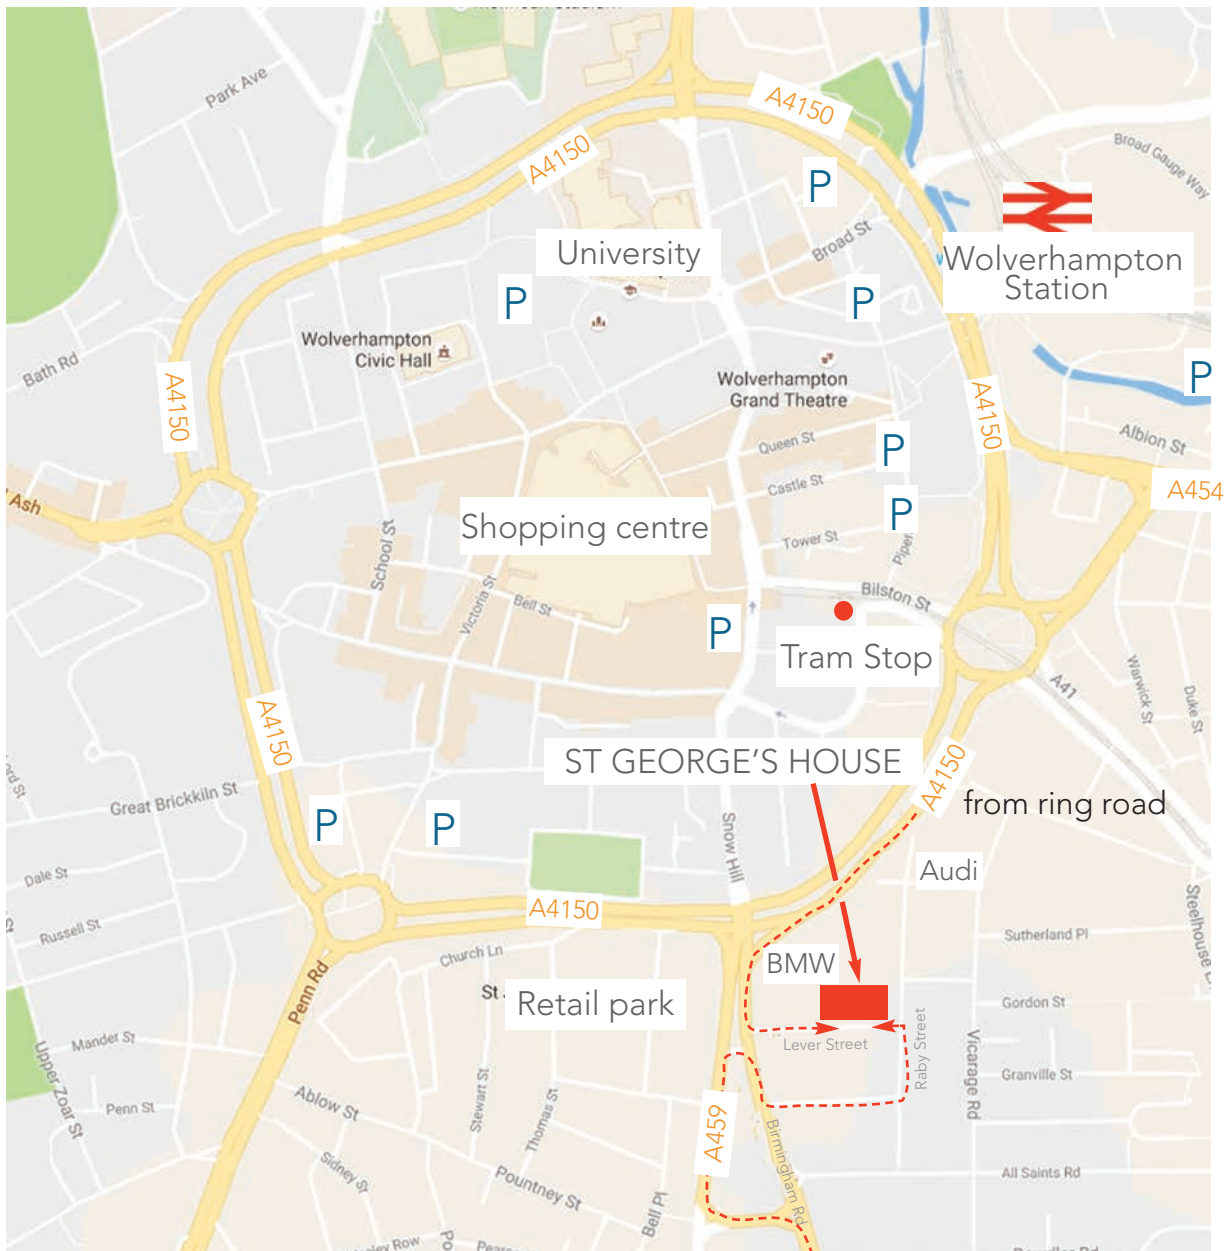 Park Ave
A4150
A4150
Broad Gauge Way
P
University
Broad St
Wolverhampton
Station
P
P
Wolverhampton
Civic Hall
Bath Rd
A4150
Wolverhampton
Grand Theatre
A4150
P
Albion St
Queen St
P
A454
Castle St
Ash
P
Shopping centre
School St
Tower St
Piper
Victoria St
Bell St
Bilston St
P
Tram Stop
A41
Warwick St
Duke St
A4150
ST GEORGE'S HOUSE
A4150
from ring road
Great Brickkiln St
P
P
Snow Hill
Audi
Dale St
A4150
Steelhouse
Russell St
Sutherland Pl
Church Ln
BMW
Penn Rd
St
Retail park
Gordon St
Mander St
Lever Street
Raby Street
Vicarage Rd
Upper Zoar St
Granville St
Penn St
Ablow St
Stewart St
Thomas St
A459
Birmingham Rd
Sidney St
All Saints Rd
Pountney St
Bell Pl
Row